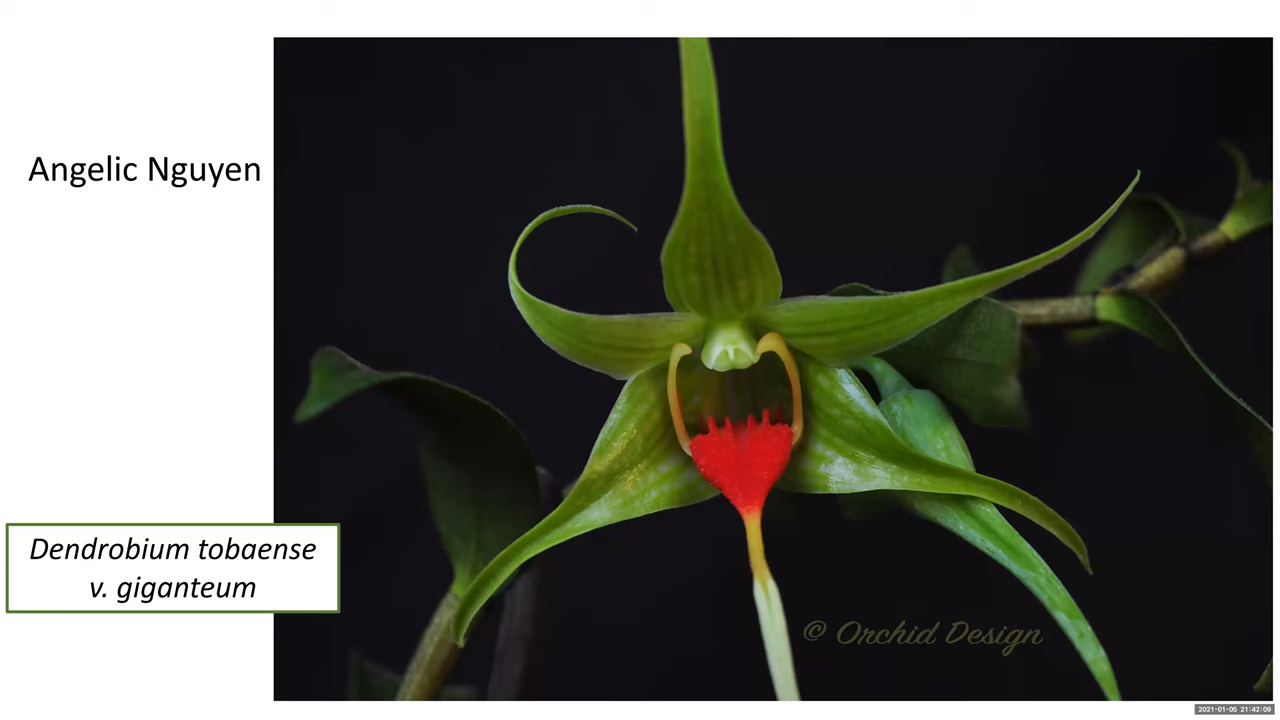 Angelic Nguyen
Dendrobium tobaense
v. giganteum
© Orchid Design
2021-01-05 21:42:09